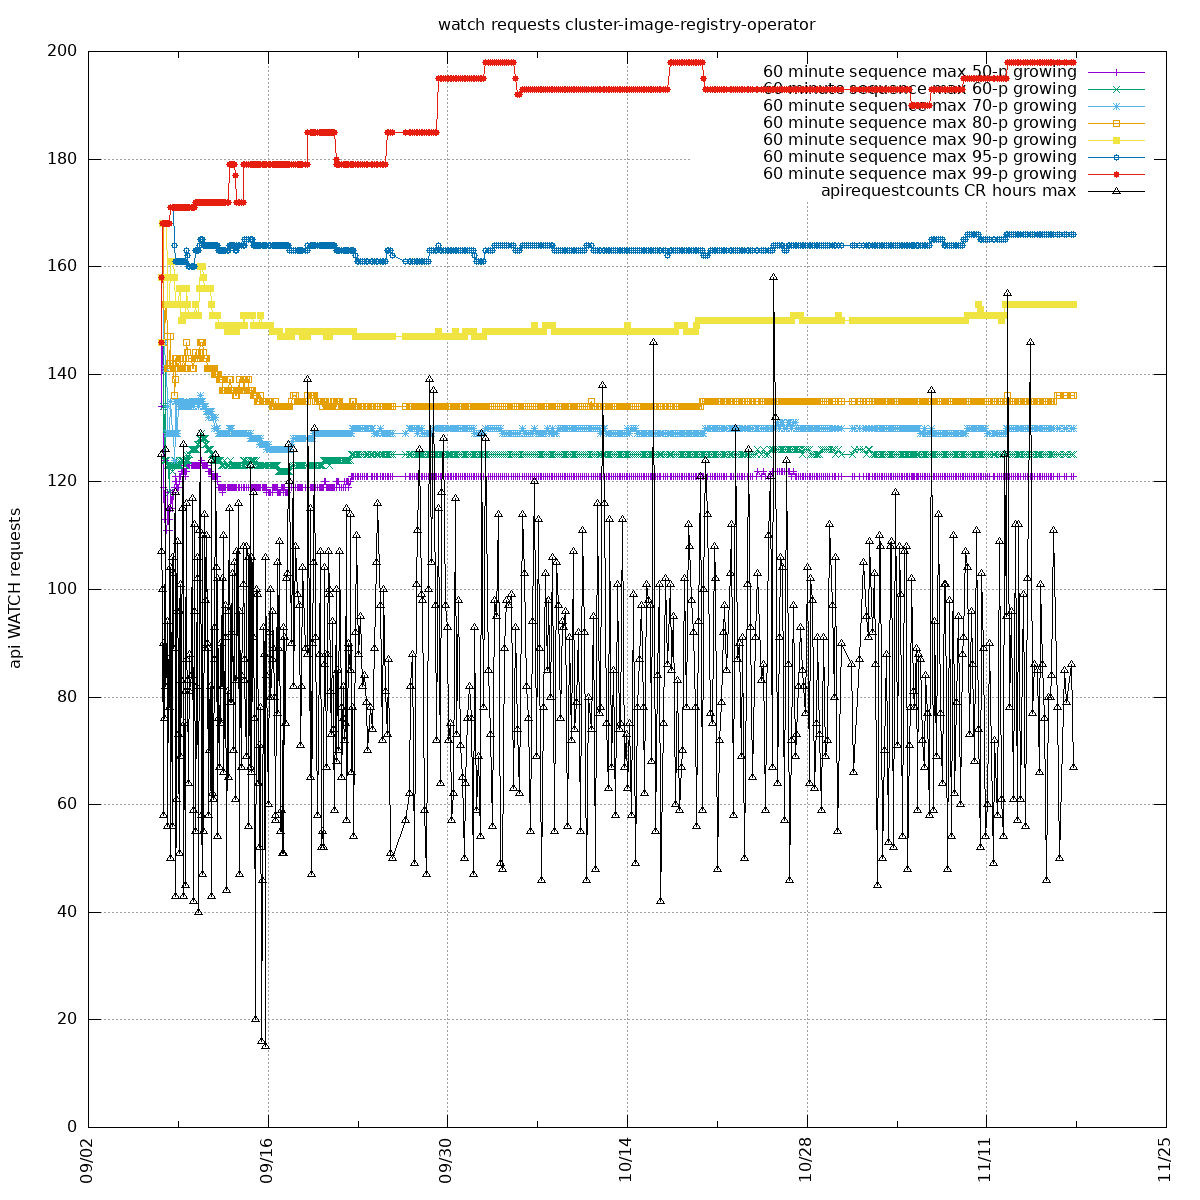 watch requests cluster-image-registry-operator
200
180
160
140
120
100
80
60
40
20
0
api WATCH requests
60 minute sequence max 50-p growing
60 minute sequence max 60-p growing
60 minute sequence max 70-p growing
60 minute sequence max 80-p growing
60 minute sequence max 90-p growing
60 minute sequence max 95-p growing
60 minute sequence max 99-p growing
apirequestcounts CR hours max
09/02
09/16
09/30
10/14
10/28
11/11
11/25